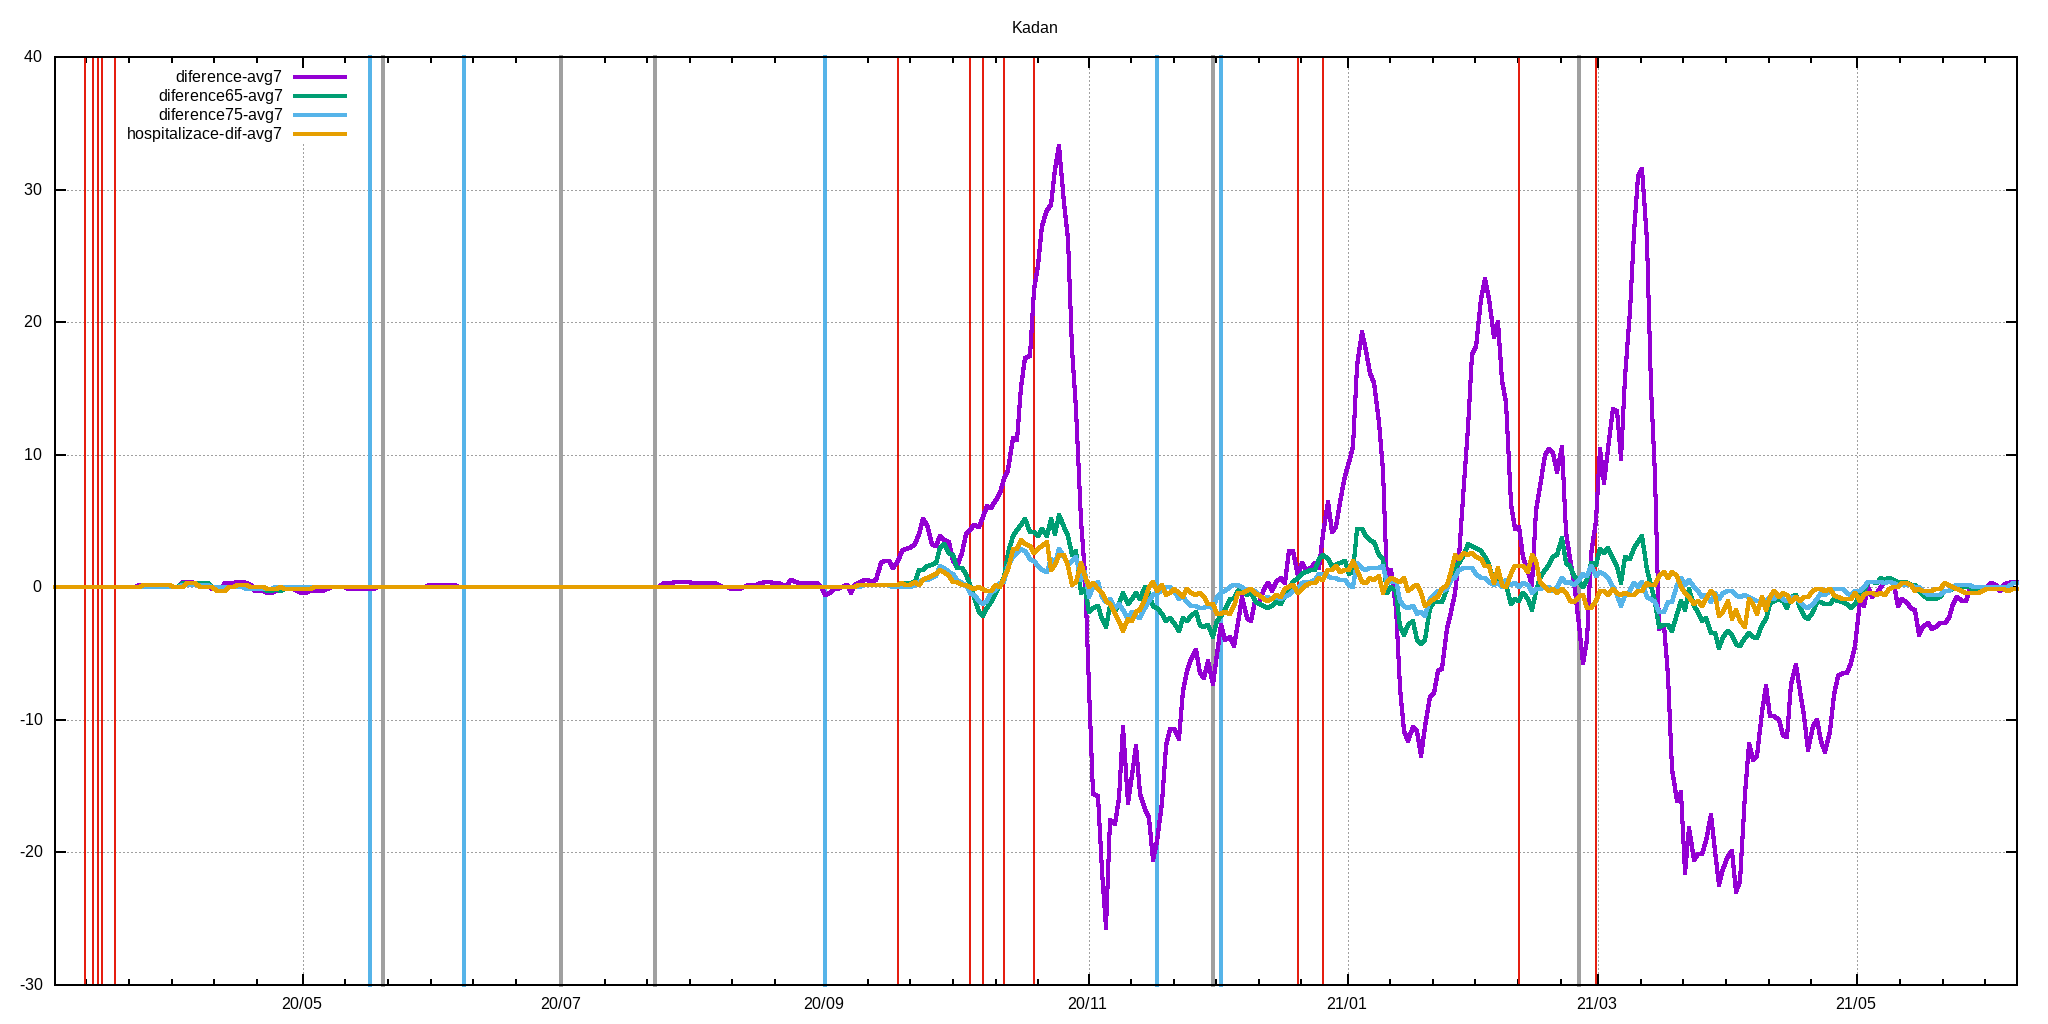 Kadan
diference-avg7
diference65-avg7
diference75-avg7
hospitalizace-dif-avg7
40
30
20
10
0
-10
-20
-30
20/05 20/07 20/09 20/11 21/01 21/03 21/05